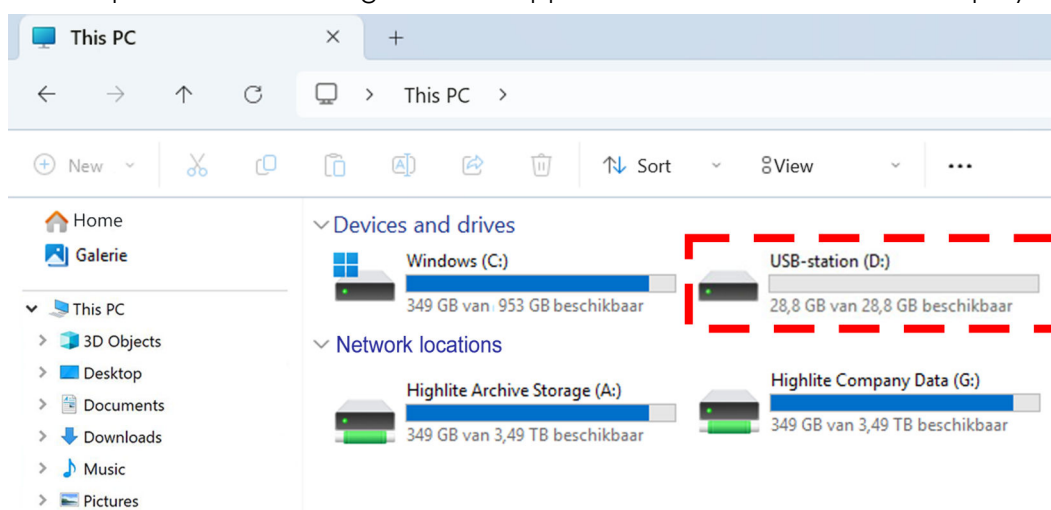 This PC
This PC
New
Sort
View
Home
Galerie
This PC
3D Objects
Desktop
Documents
Downloads
Music
Pictures
Devices and drives
Windows (C:)
349 GB van 953 GB beschikbaar
USB-station (D:)
28,8 GB van 28,8 GB beschikbaar
Network locations
Highlite Archive Storage (A:)
349 GB van 3,49 TB beschikbaar
Highlite Company Data (G:)
349 GB van 3,49 TB beschikbaar